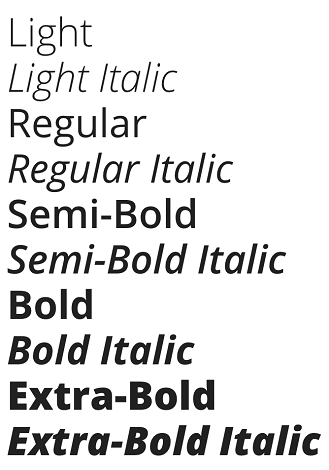 Light
Light Italic
Regular
Regular Italic
Semi-Bold
Semi-Bold Italic
Bold
Bold Italic
Extra-Bold
Extra-Bold Italic